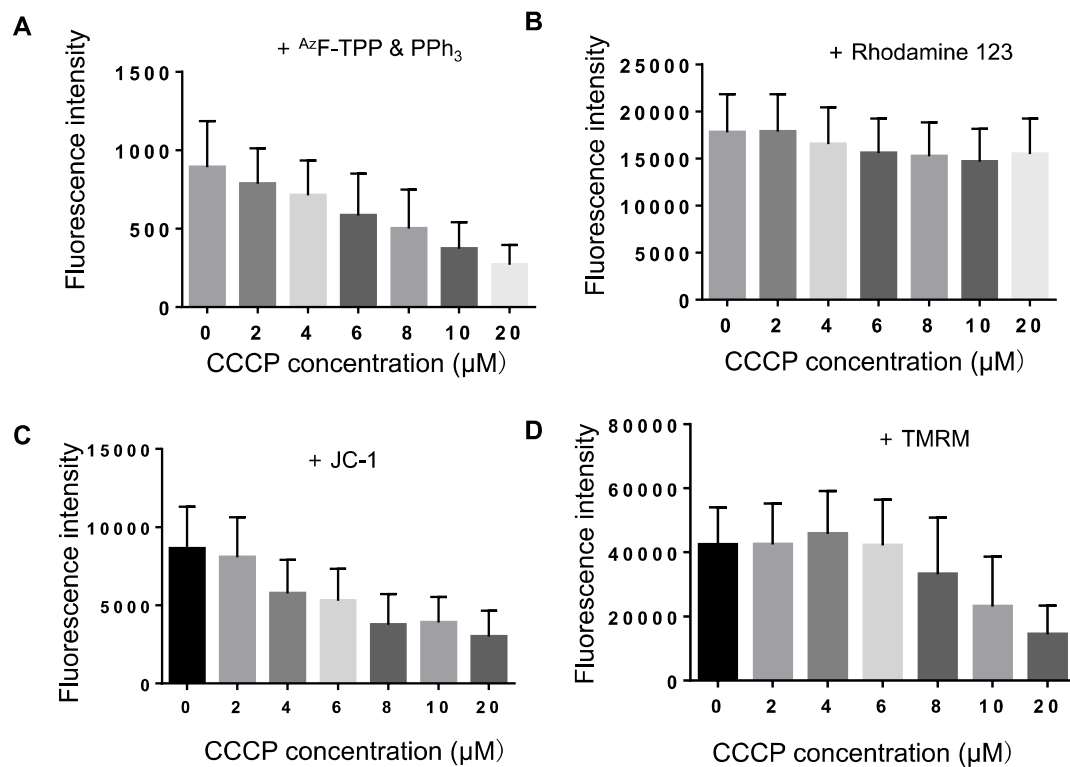 A
+ ᴬᶻF-TPP & PPh₃
Fluorescence intensity
1500
1000
500
0
0 2 4 6 8 10 20
CCCP concentration (μM)
B
+ Rhodamine 123
Fluorescence intensity
25000
20000
15000
10000
5000
0
0 2 4 6 8 10 20
CCCP concentration (μM)
C
+ JC-1
Fluorescence intensity
15000
10000
5000
0
0 2 4 6 8 10 20
CCCP concentration (μM)
D
+ TMRM
Fluorescence intensity
80000
60000
40000
20000
0
0 2 4 6 8 10 20
CCCP concentration (μM)